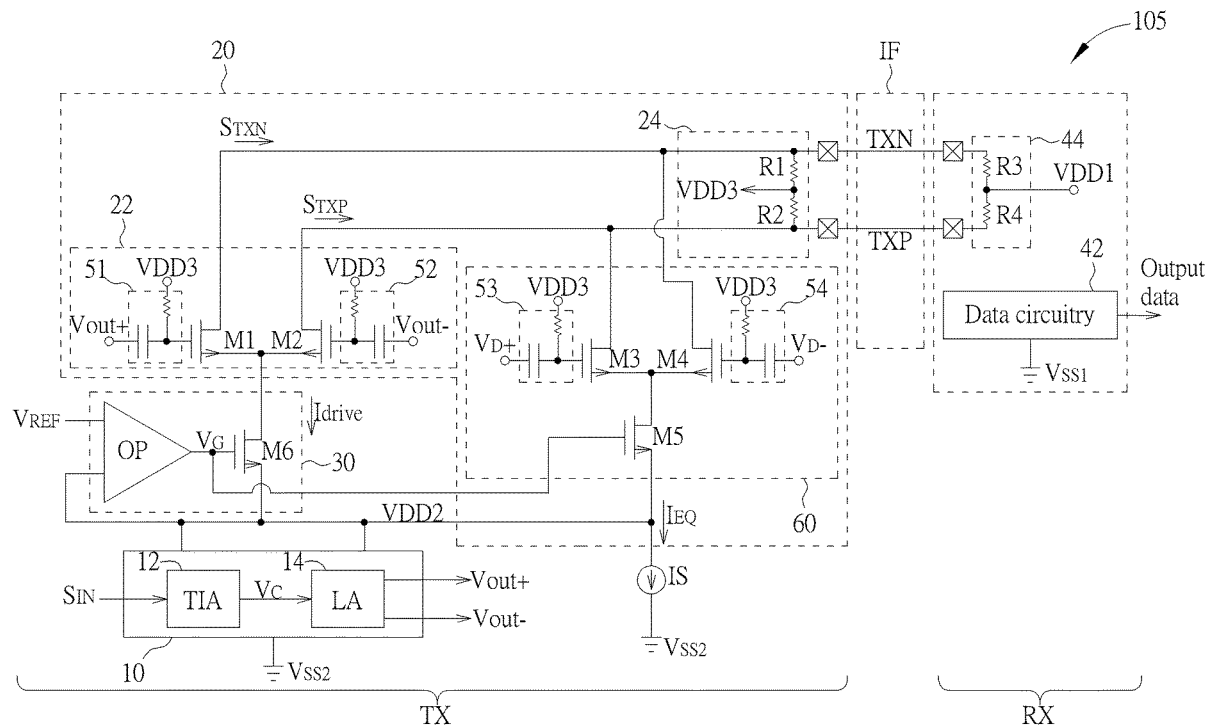 105
20
IF
STXN
24
TXN
44
R1
R3
VDD3
VDD1
R2
R4
STXP
TXP
22
51
VDD3
VDD3
52
42
Output
data
53
VDD3
54
Vout+
Vout-
Data circuitry
M1
M2
VD+
VD-
M3
M4
VSS1
VREF
OP
VG
M6
Idrive
M5
30
VDD2
60
IEQ
12
14
Vout+
IS
SIN
TIA
VC
LA
Vout-
10
VSS2
VSS2
TX
RX